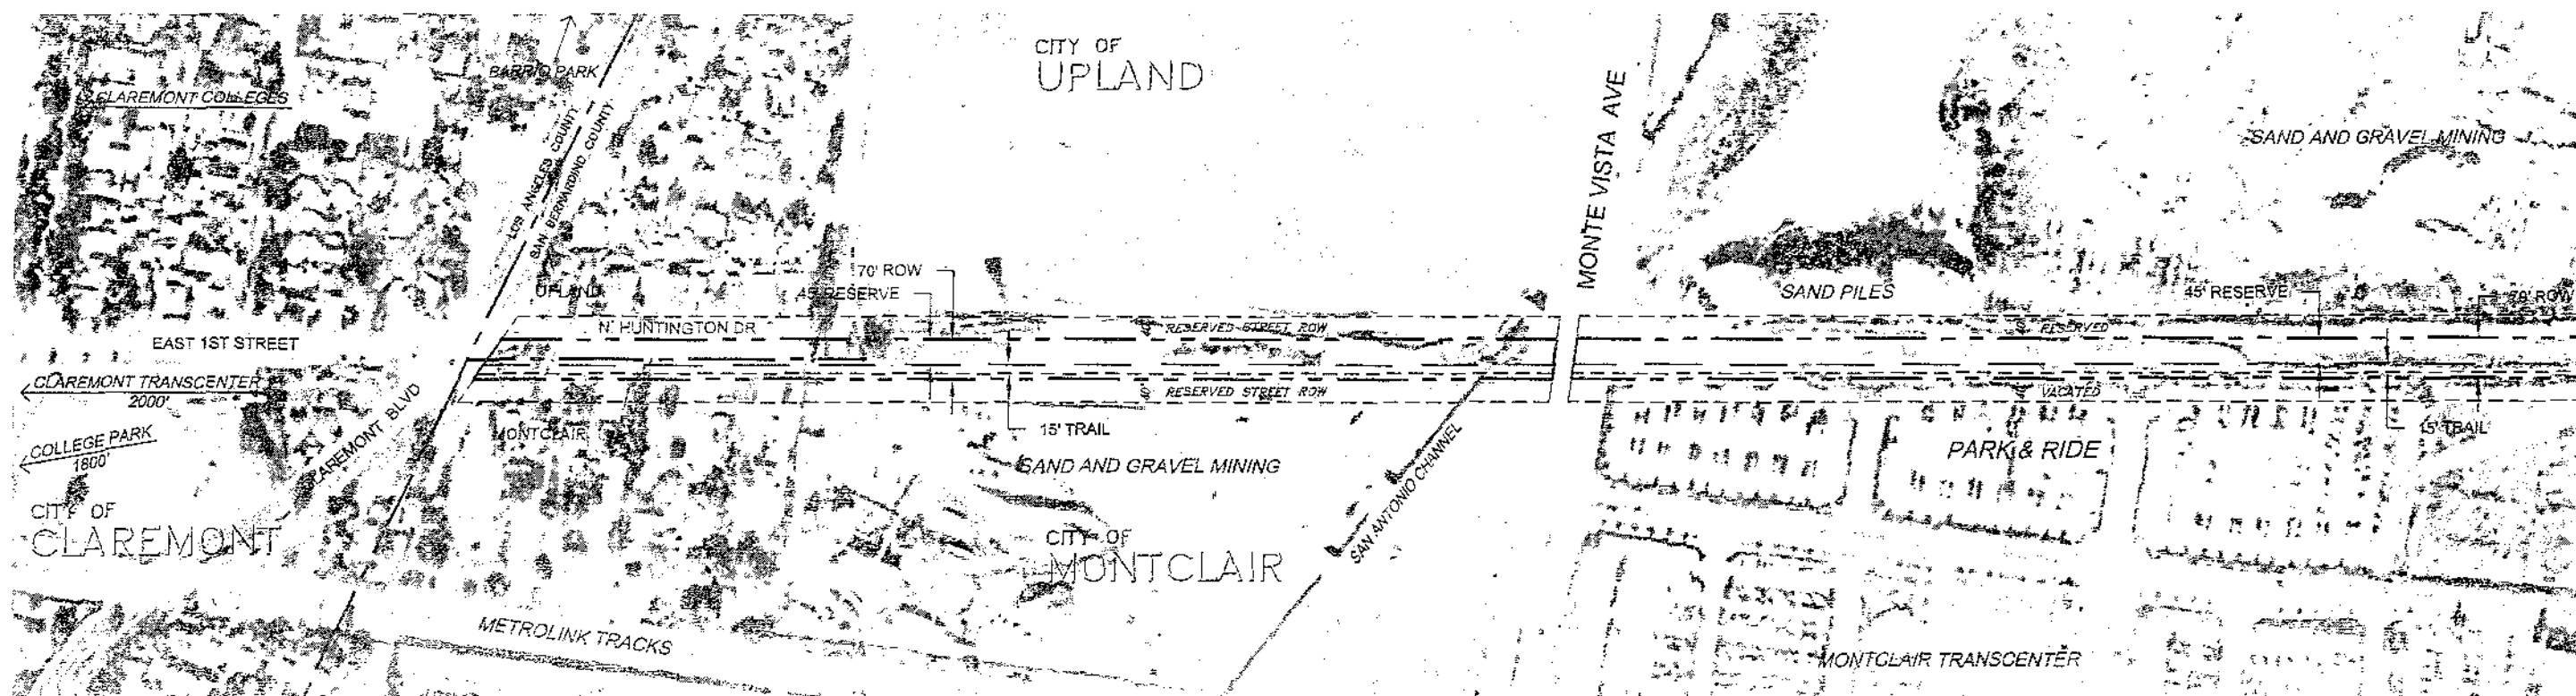 CITY OF
UPLAND
BARRIO PARK
CLAREMONT COLLEGES
LOS ANGELES COUNTY
SAN BERNARDINO COUNTY
MONTE VISTA AVE
SAND AND GRAVEL MINING
70' ROW
45' RESERVE
UPLAND
SAND PILES
45' RESERVE
70' ROW
N. HUNTINGTON DR
RESERVED STREET ROW
RESERVED
EAST 1ST STREET
CLAREMONT TRANSCENTER
2000'
CLAREMONT BLVD
RESERVED STREET ROW
VACATED
COLLEGE PARK
1800'
MONTCLAIR
15' TRAIL
15' TRAIL
SAND AND GRAVEL MINING
SAN ANTONIO CHANNEL
PARK & RIDE
CITY OF
CLAREMONT
CITY OF
MONTCLAIR
METROLINK TRACKS
MONTCLAIR TRANSCENTER